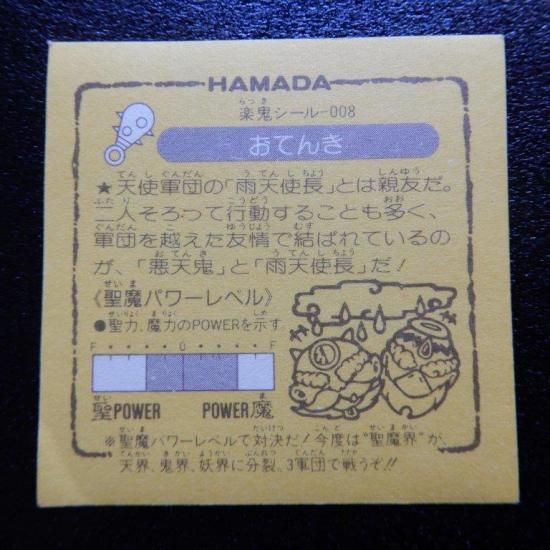 HAMADA
楽鬼シール-008
おてんき
★天使軍団の「雨天使長」とは親友だ。
二人そろって行動することも多く、
軍団を越えた友情で結ばれているの
が、「悪天鬼」と「雨天使長」だ!
《聖魔パワーレベル》
●聖力、魔力のPOWERを示す。
F・・・・0・・・・F
聖POWER POWER魔
※聖魔パワーレベルで対決だ!今度は“聖魔界”が、
天界、鬼界、妖界に分裂。3軍団で戦うぞ!!